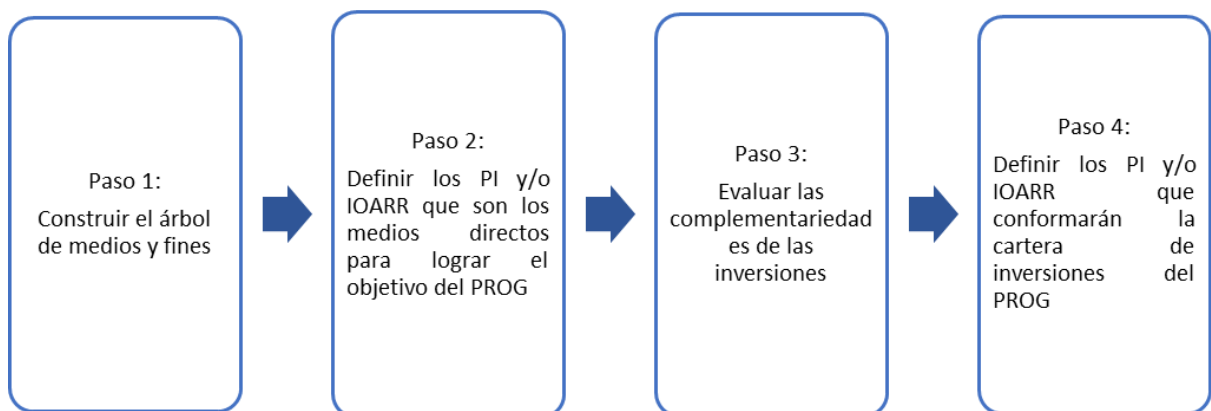 Paso 1:
Construir el árbol
de medios y fines
Paso 2:
Definir los PI y/o
IOARR que son los
medios directos
para lograr el
objetivo del PROG
Paso 3:
Evaluar las
complementariedad
es de las
inversiones
Paso 4:
Definir los PI y/o
IOARR que
conformarán la
cartera de
inversiones del
PROG